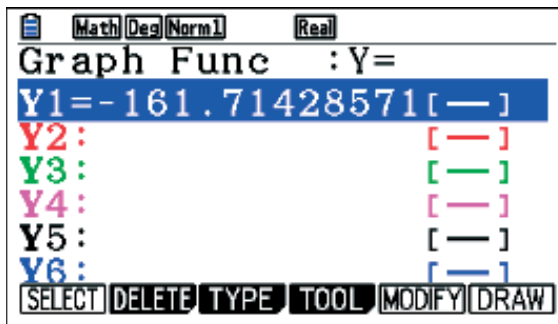 Math Deg Norm1 Real
Graph Func :Y=
Y1=-161.71428571[—]
Y2: [—]
Y3: [—]
Y4: [—]
Y5: [—]
Y6: [—]
SELECT DELETE TYPE TOOL MODIFY DRAW